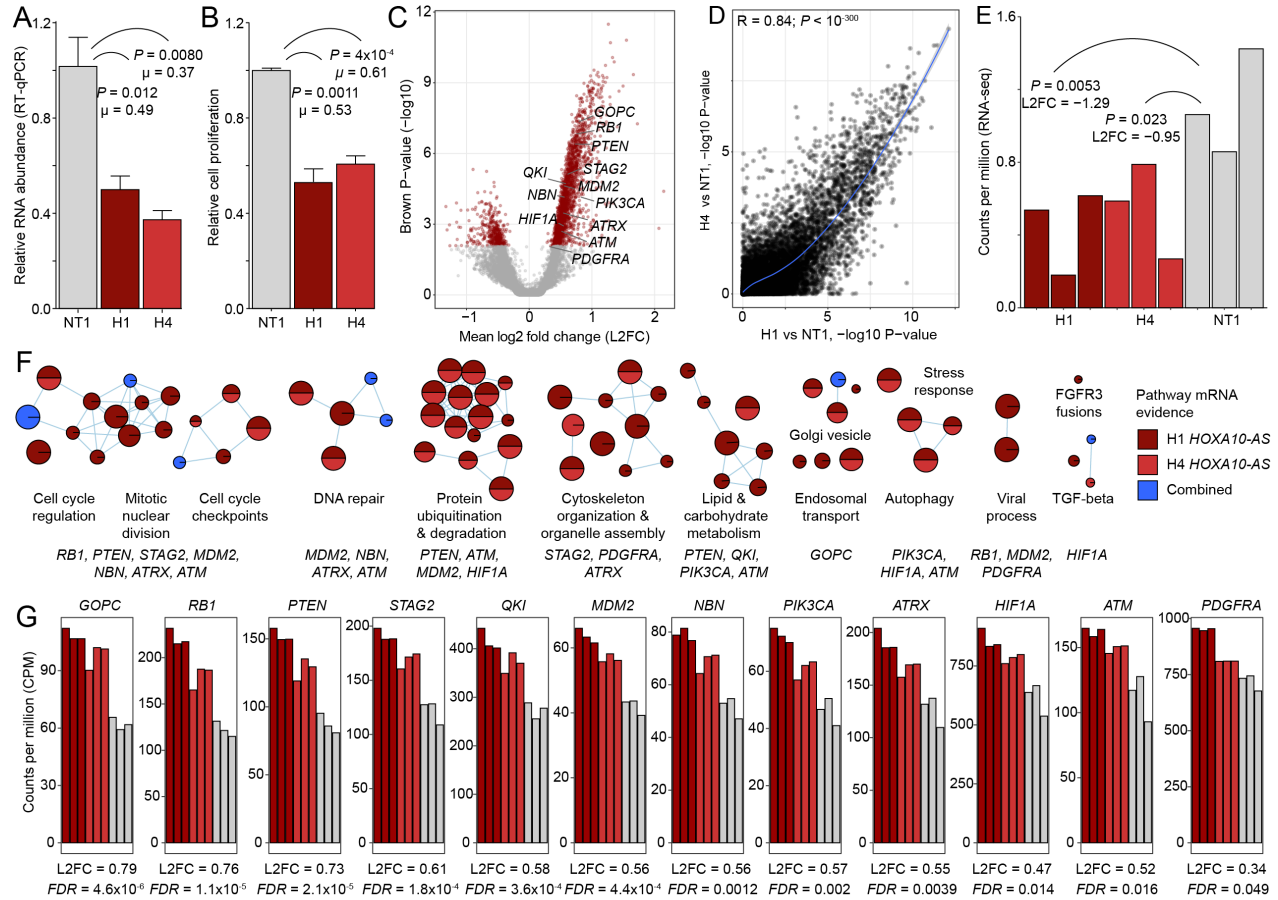 A
Relative RNA abundance (RT-qPCR)
1.2
0.8
0.4
0.0
P = 0.0080
μ = 0.37
P = 0.012
μ = 0.49
NT1 H1 H4
B
Relative cell proliferation
1.2
0.8
0.4
0.0
P = 4x10-4
μ = 0.61
P = 0.0011
μ = 0.53
NT1 H1 H4
C
Brown P-value (−log10)
12
9
6
3
0
GOPC
RB1
PTEN
STAG2
QKI
MDM2
NBN
PIK3CA
HIF1A
ATRX
ATM
PDGFRA
−1 0 1 2
Mean log2 fold change (L2FC)
D
R = 0.84; P < 10-300
H4 vs NT1, −log10 P−value
5
0
0 5 10
H1 vs NT1, −log10 P−value
E
Counts per million (RNA-seq)
1.6
0.8
0.0
P = 0.0053
L2FC = −1.29
P = 0.023
L2FC = −0.95
H1 H4 NT1
F
Stress
response
FGFR3
fusions
Golgi vesicle
Pathway mRNA
evidence
H1 HOXA10-AS
H4 HOXA10-AS
Combined
Cell cycle
regulation
Mitotic
nuclear
division
Cell cycle
checkpoints
DNA repair
Protein
ubiquitination
& degradation
Cytoskeleton
organization &
organelle assembly
Lipid &
carbohydrate
metabolism
Endosomal
transport
Autophagy
Viral
process
TGF-beta
RB1, PTEN, STAG2, MDM2,
NBN, ATRX, ATM
MDM2, NBN,
ATRX, ATM
PTEN, ATM,
MDM2, HIF1A
STAG2, PDGFRA,
ATRX
PTEN, QKI,
PIK3CA, ATM
GOPC
PIK3CA,
HIF1A, ATM
RB1, MDM2,
PDGFRA
HIF1A
G
Counts per million (CPM)
GOPC
90
60
30
0
L2FC = 0.79
FDR = 4.6x10-6
RB1
200
150
100
50
0
L2FC = 0.76
FDR = 1.1x10-5
PTEN
150
100
50
0
L2FC = 0.73
FDR = 2.1x10-5
STAG2
200
150
100
50
0
L2FC = 0.61
FDR = 1.8x10-4
QKI
400
300
200
100
0
L2FC = 0.58
FDR = 3.6x10-4
MDM2
60
40
20
0
L2FC = 0.56
FDR = 4.4x10-4
NBN
80
60
40
20
0
L2FC = 0.56
FDR = 0.0012
PIK3CA
60
40
20
0
L2FC = 0.57
FDR = 0.002
ATRX
200
150
100
50
0
L2FC = 0.55
FDR = 0.0039
HIF1A
750
500
250
0
L2FC = 0.47
FDR = 0.014
ATM
150
100
50
0
L2FC = 0.52
FDR = 0.016
PDGFRA
1000
750
500
250
0
L2FC = 0.34
FDR = 0.049